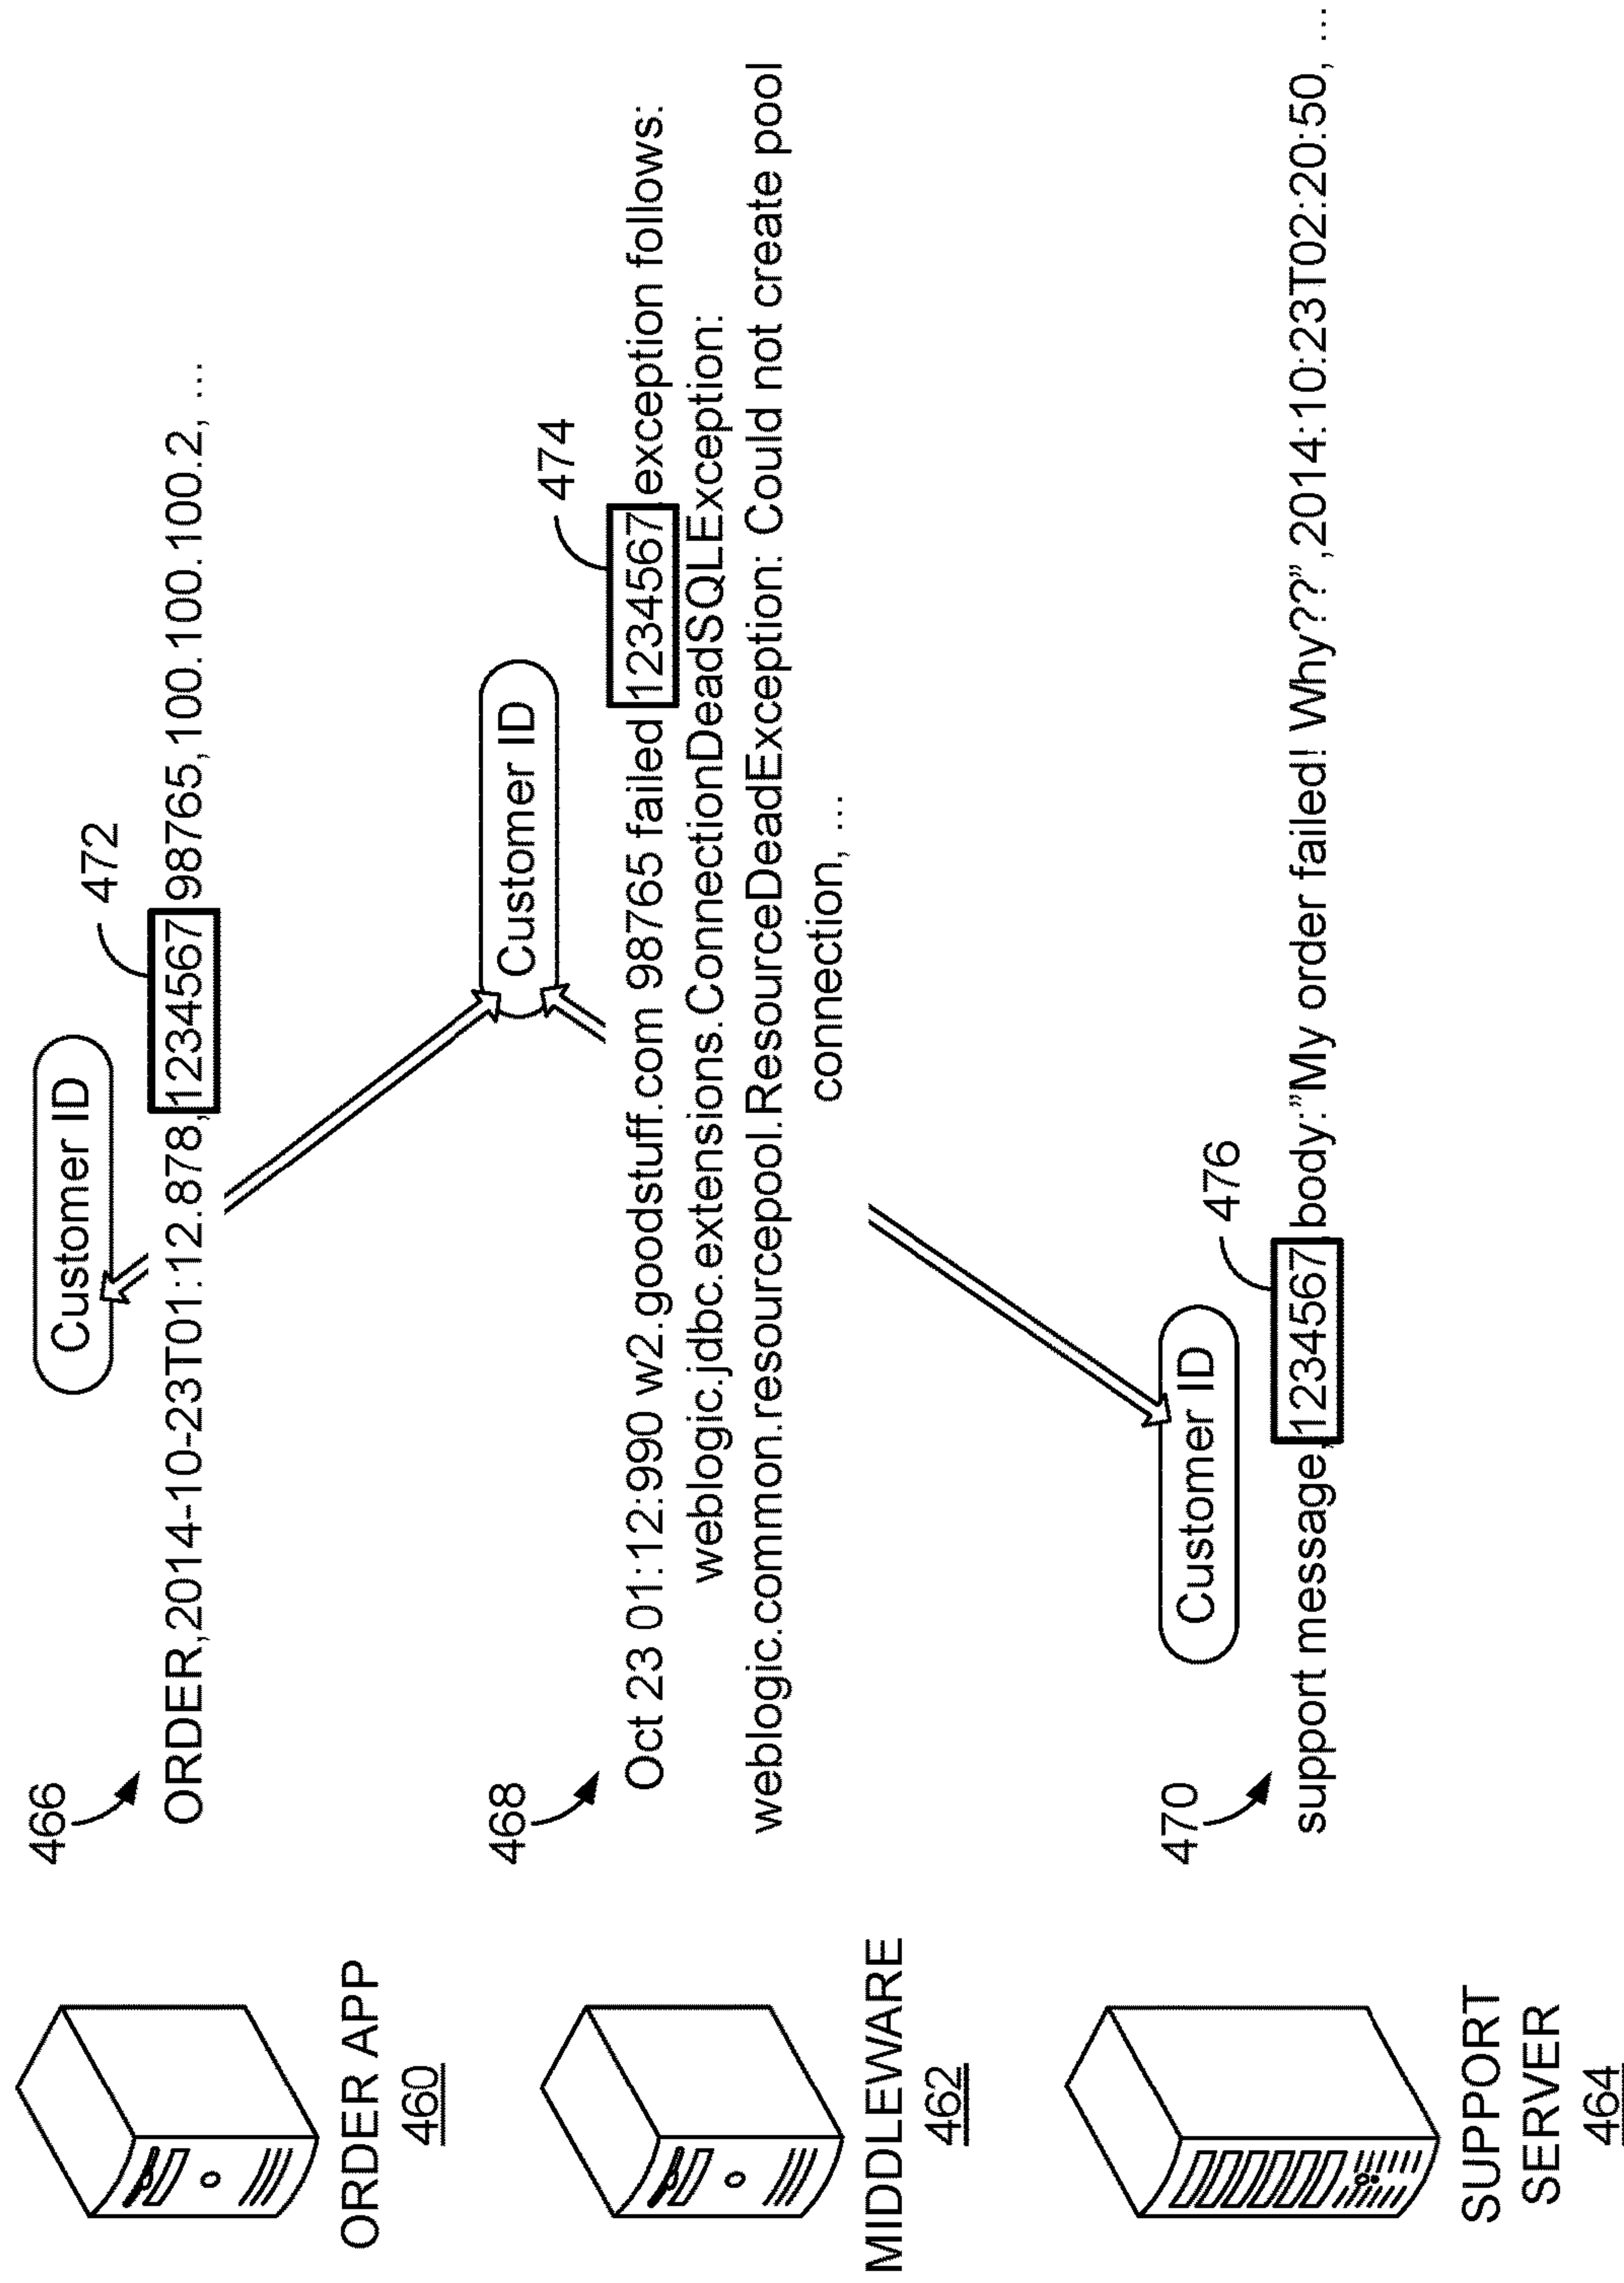 466
Customer ID
472
ORDER,2014-10-23T01:12.878,1234567 98765,100.100.100.2, ...
ORDER APP
460
468
Customer ID
474
Oct 23 01:12:990 w2.goodstuff.com 98765 failed 1234567 exception follows:
weblogic.jdbc.extensions.ConnectionDeadSQLException:
weblogic.common.resourcepool.ResourceDeadException: Could not create pool
connection, ...
MIDDLEWARE
462
470
Customer ID
476
support message,1234567 body:”My order failed! Why??”,2014:10:23T02:20:50, ...
SUPPORT
SERVER
464